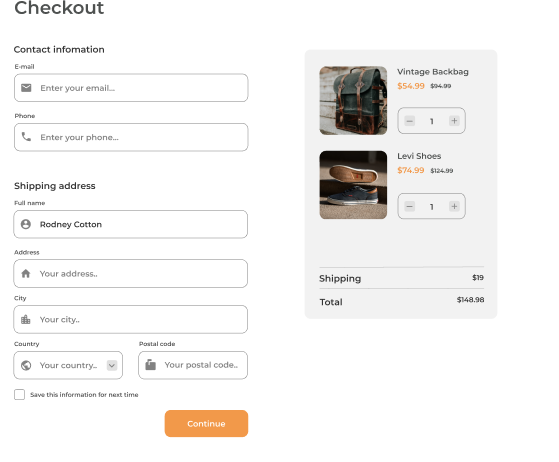 Checkout
Contact infomation
E-mail
Enter your email...
Phone
Enter your phone...
Shipping address
Full name
Rodney Cotton
Address
Your address..
City
Your city..
Country
Postal code
Your country..
Your postal code..
Save this information for next time
Continue
Vintage Backbag
$54.99 $94.99
1
Levi Shoes
$74.99 $124.99
1
Shipping $19
Total $148.98